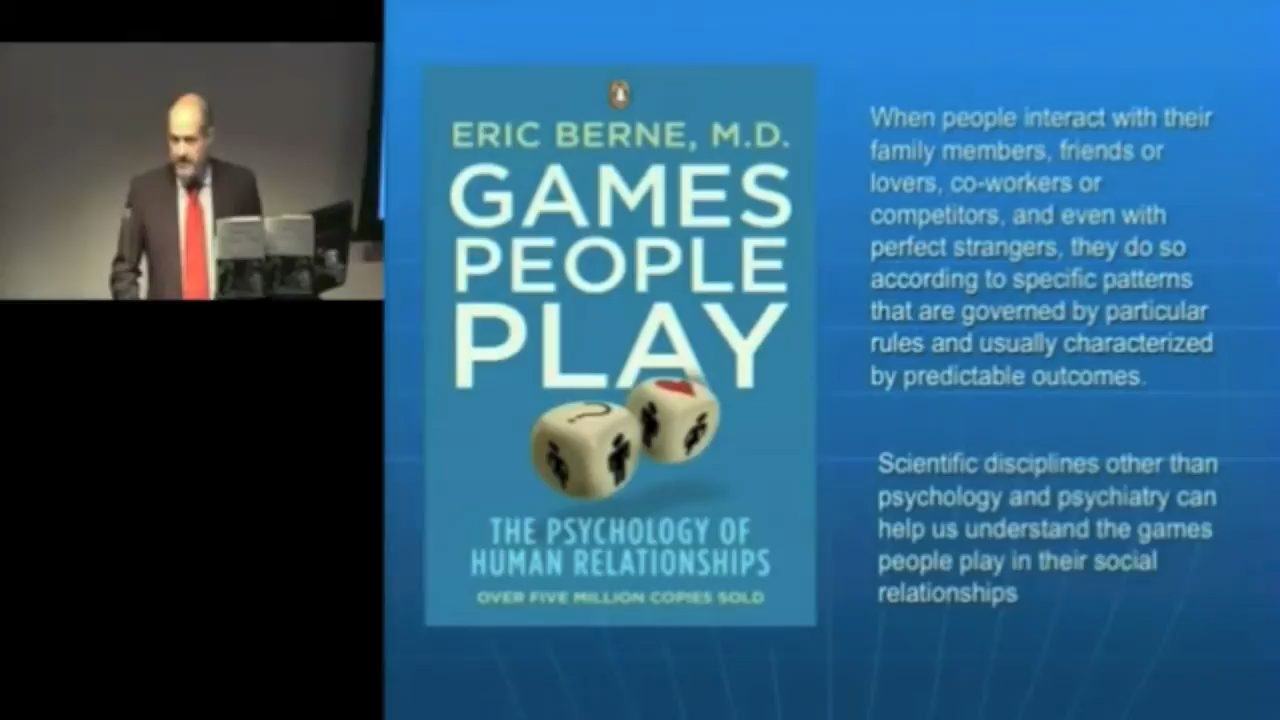 ERIC BERNE, M.D.
GAMES
PEOPLE
PLAY
THE PSYCHOLOGY OF
HUMAN RELATIONSHIPS
OVER FIVE MILLION COPIES SOLD
When people interact with their
family members, friends or
lovers, co-workers or
competitors, and even with
perfect strangers, they do so
according to specific patterns
that are governed by particular
rules and usually characterized
by predictable outcomes.
Scientific disciplines other than
psychology and psychiatry can
help us understand the games
people play in their social
relationships